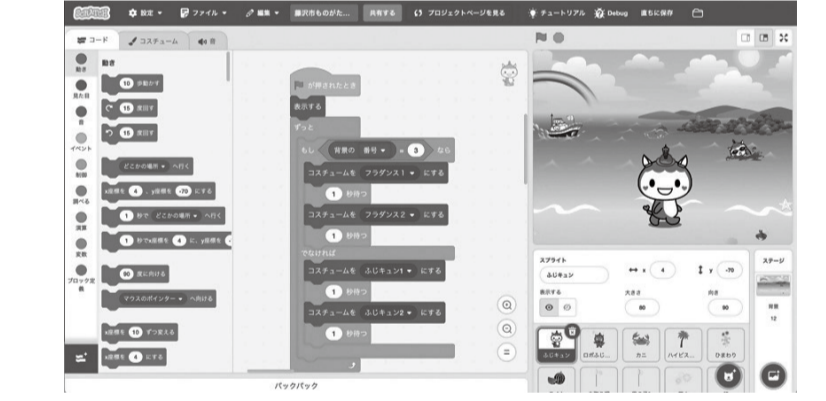 SCRATCH
設定 ファイル 編集 藤沢市ものがた... 共有する プロジェクトページを見る チュートリアル Debug 直ちに保存
コード コスチューム 音
動き
見た目
音
イベント
制御
調べる
演算
変数
ブロック定義
動き
10 歩動かす
15 度回す
15 度回す
どこかの場所 へ行く
x座標を 4 、y座標を -70 にする
1 秒で どこかの場所 へ行く
1 秒でx座標を 4 に、y座標を
90 度に向ける
マウスのポインター へ向ける
x座標を 10 ずつ変える
x座標を 4 にする
が押されたとき
表示する
ずっと
もし 背景の 番号 = 3 なら
コスチュームを フラダンス1 にする
1 秒待つ
コスチュームを フラダンス2 にする
1 秒待つ
でなければ
コスチュームを ふじキュン1 にする
1 秒待つ
コスチュームを ふじキュン2 にする
1 秒待つ
バックパック
スプライト
ふじキュン x 4 y -70
表示する 大きさ 向き
60 90
ふじキュン ロボふじ... カニ ハイビス... ひまわり
ステージ
背景
12